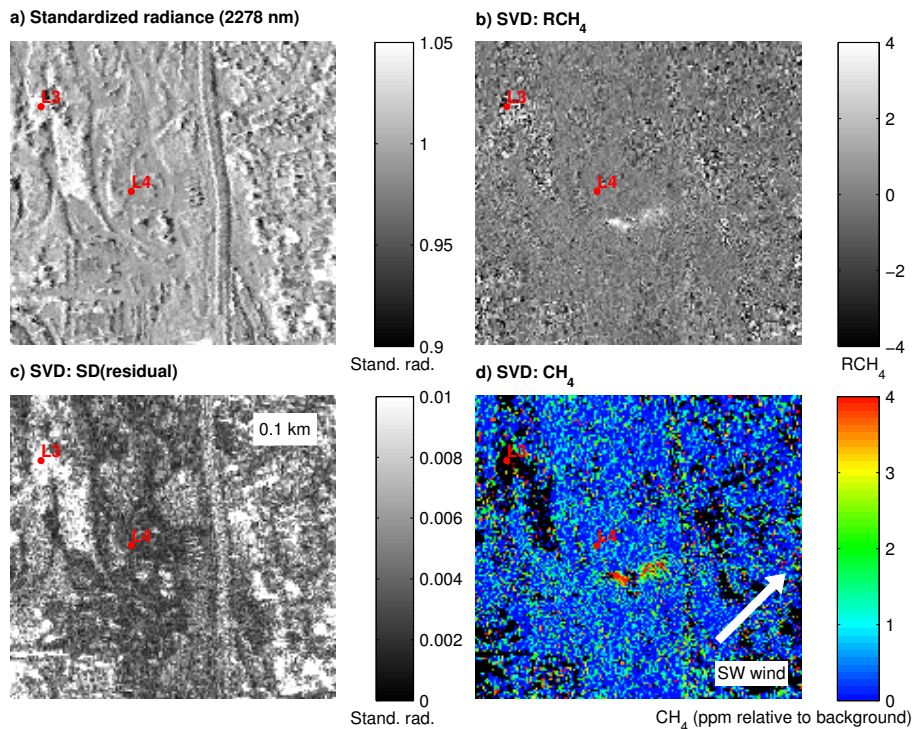 a) Standardized radiance (2278 nm)
b) SVD: RCH4
L3
L4
1.05
1
0.95
0.9
Stand. rad.
L3
L4
4
2
0
−2
−4
RCH4
c) SVD: SD(residual)
d) SVD: CH4
0.1 km
L3
L4
0.01
0.008
0.006
0.004
0.002
0
Stand. rad.
L3
L4
SW wind
4
3
2
1
0
CH4 (ppm relative to background)